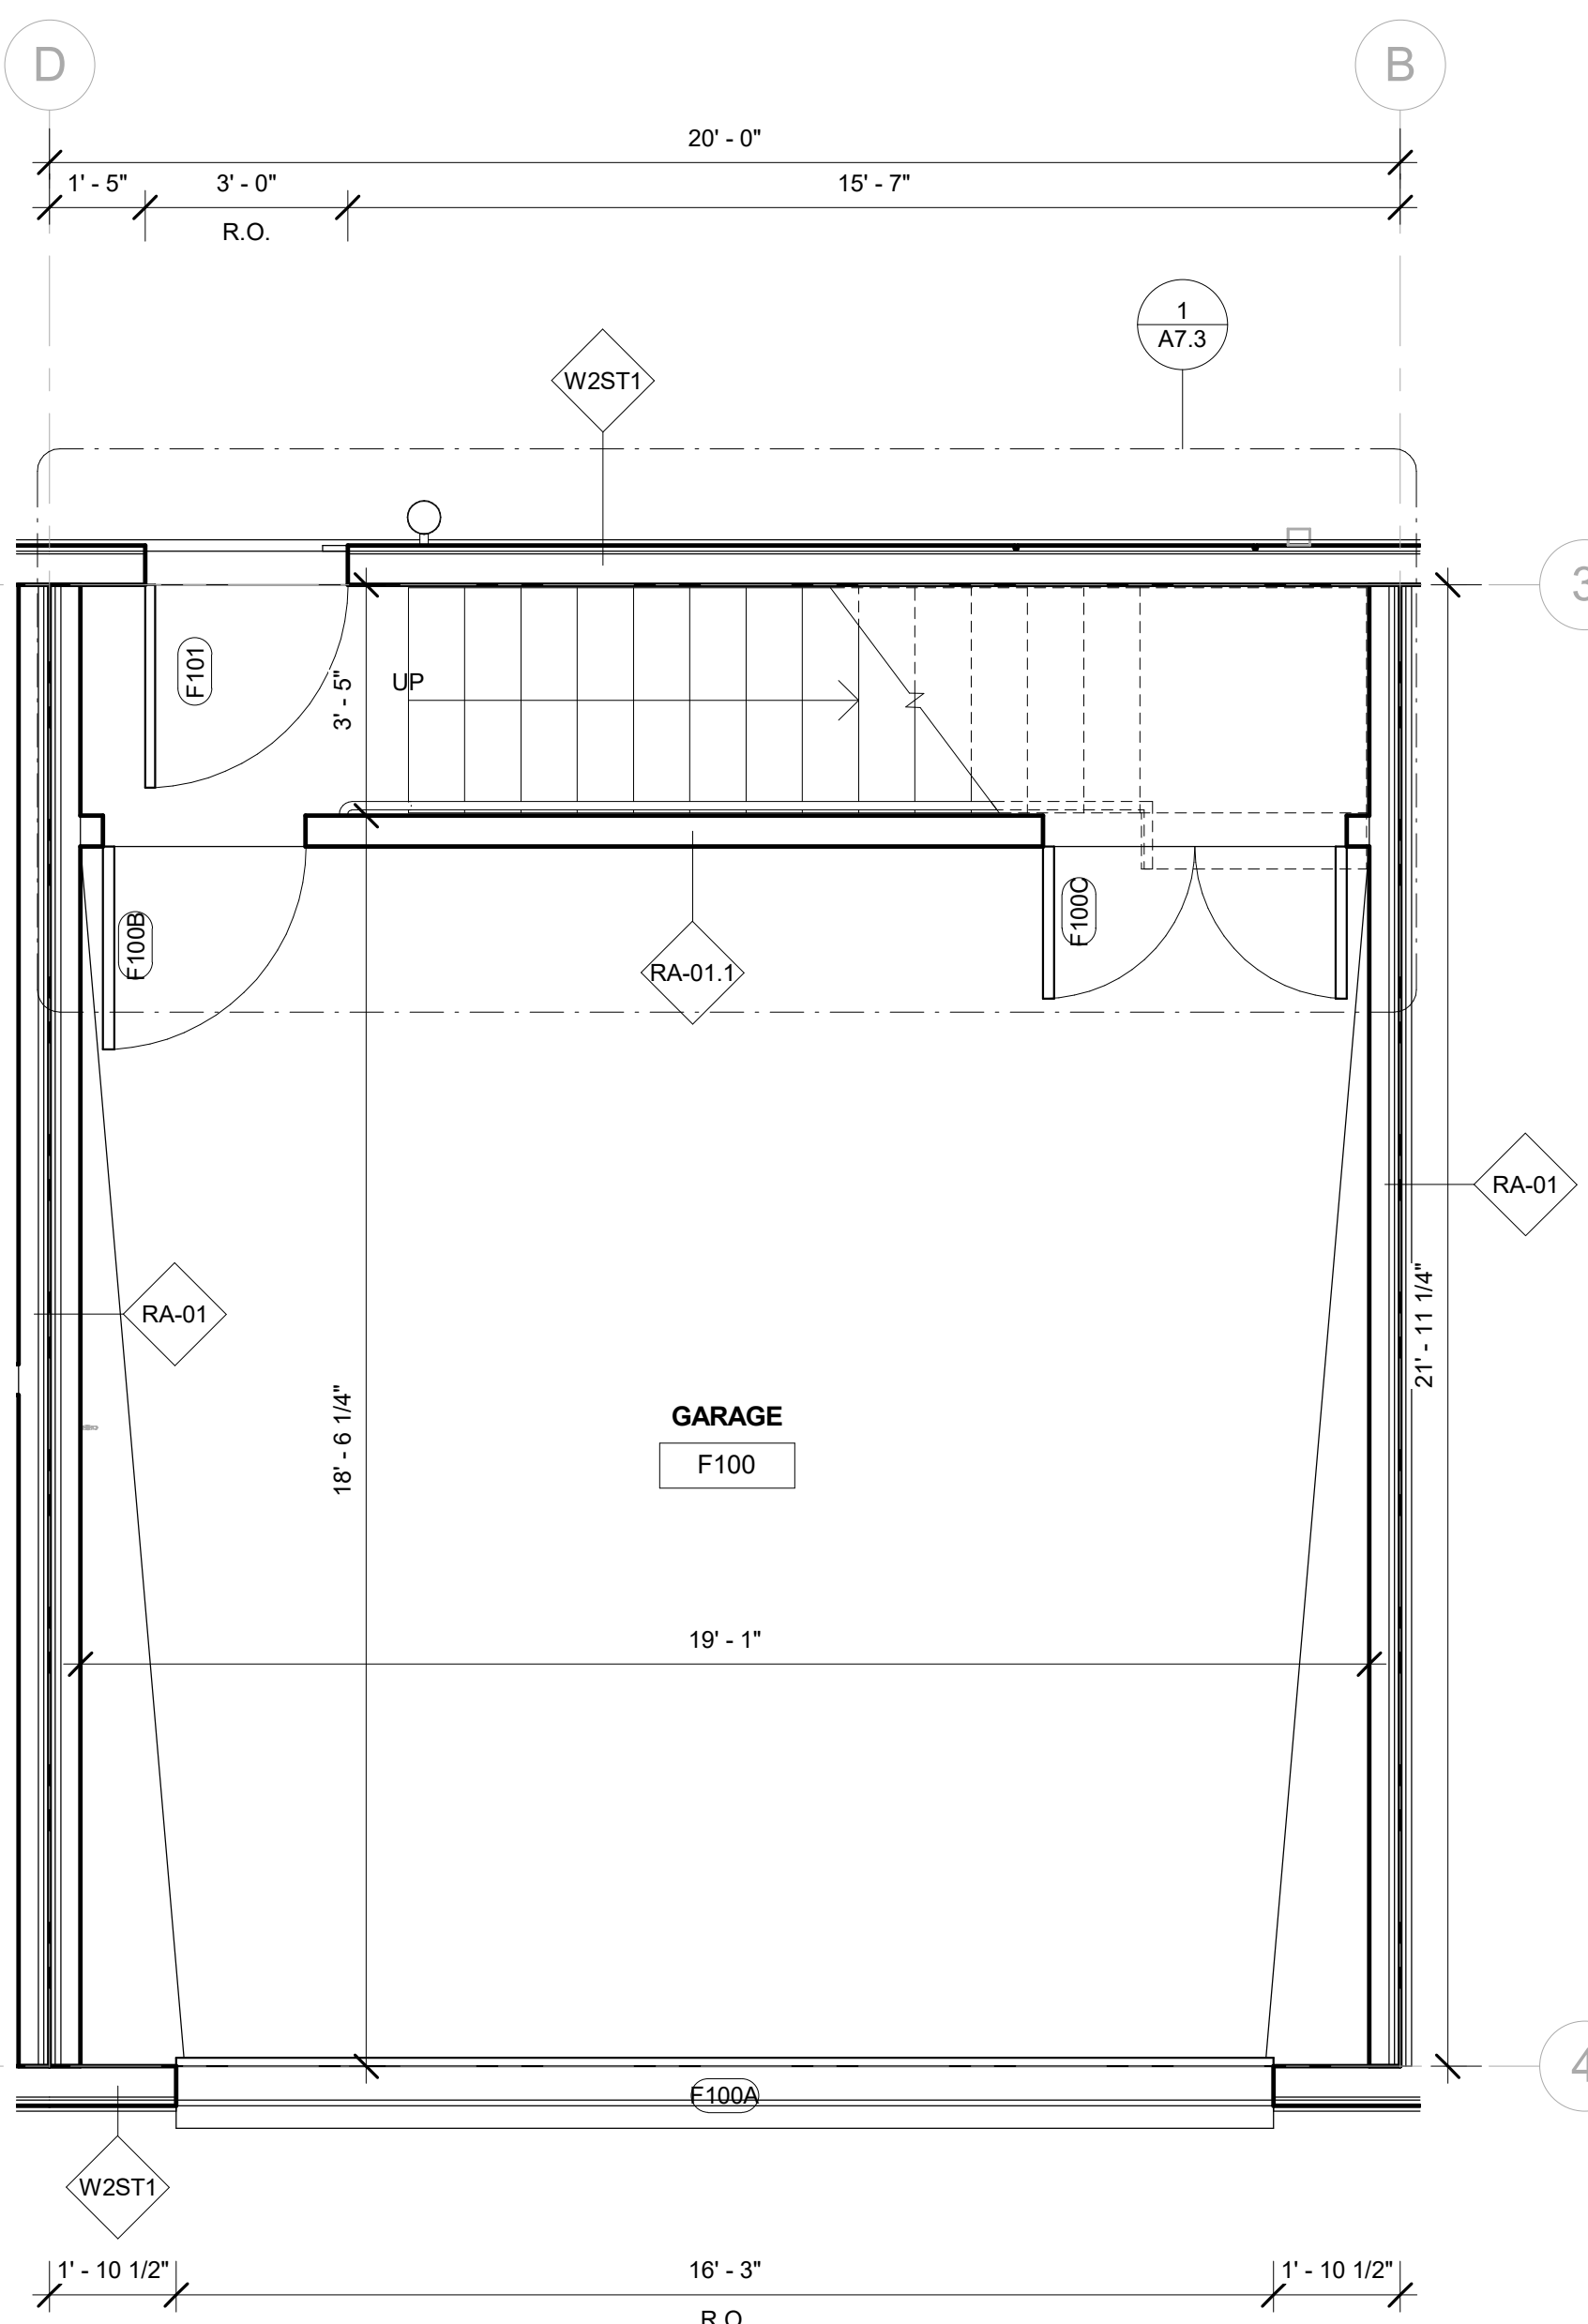 D
B
20' - 0"
1' - 5"
3' - 0"
15' - 7"
R.O.
1
A7.3
W2ST1
3
F101
UP
3' - 5"
F100B
F100C
RA-01.1
RA-01
RA-01
21' - 11 1/4"
18' - 6 1/4"
GARAGE
F100
19' - 1"
4
F100A
W2ST1
1' - 10 1/2"
16' - 3"
1' - 10 1/2"
R.O.